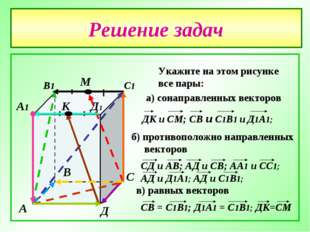 Решение задач
Укажите на этом рисунке
все пары:
а) сонаправленных векторов
ДК и СМ; СВ и С1В1 и Д1А1;
б) противоположно направленных
векторов
СД и АВ; АД и СВ; АА1 и СС1;
АД и Д1А1; АД и С1В1;
в) равных векторов
СВ = С1В1; Д1А1 = С1В1; ДК=СМ
В1
М
С1
А1
К
Д1
В
С
А
Д